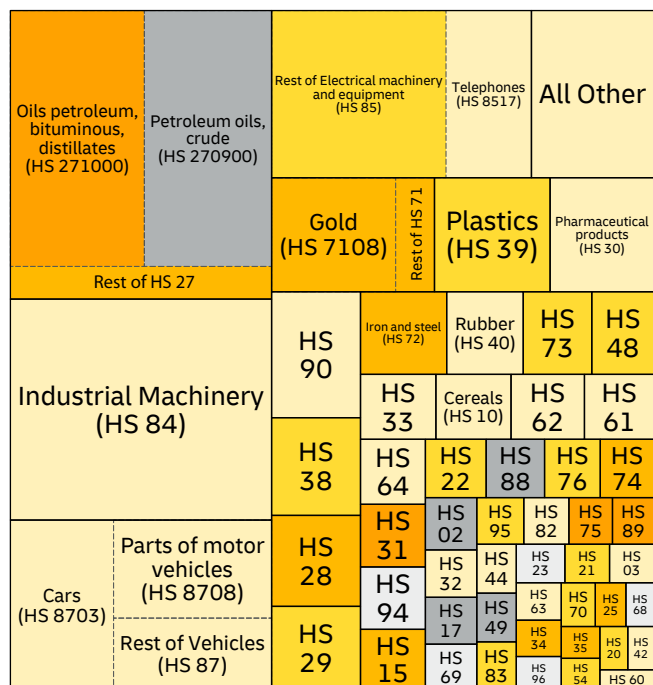 Oils petroleum,
bituminous,
distillates
(HS 271000)
Petroleum oils,
crude
(HS 270900)
Rest of HS 27
Industrial Machinery
(HS 84)
Cars
(HS 8703)
Parts of motor
vehicles
(HS 8708)
Rest of Vehicles
(HS 87)
Rest of Electrical machinery
and equipment
(HS 85)
Telephones
(HS 8517)
All Other
Gold
(HS 7108)
Rest of HS 71
Plastics
(HS 39)
Pharmaceutical
products
(HS 30)
HS
90
HS
38
HS
28
HS
29
Iron and steel
(HS 72)
Rubber
(HS 40)
HS
73
HS
48
HS
33
Cereals
(HS 10)
HS
62
HS
61
HS
64
HS
22
HS
88
HS
76
HS
74
HS
31
HS
94
HS
15
HS
02
HS
95
HS
82
HS
75
HS
89
HS
32
HS
44
HS
23
HS
21
HS
03
HS
17
HS
49
HS
63
HS
70
HS
25
HS
68
HS
69
HS
83
HS
34
HS
35
HS
20
HS
42
HS
96
HS
54
HS 60